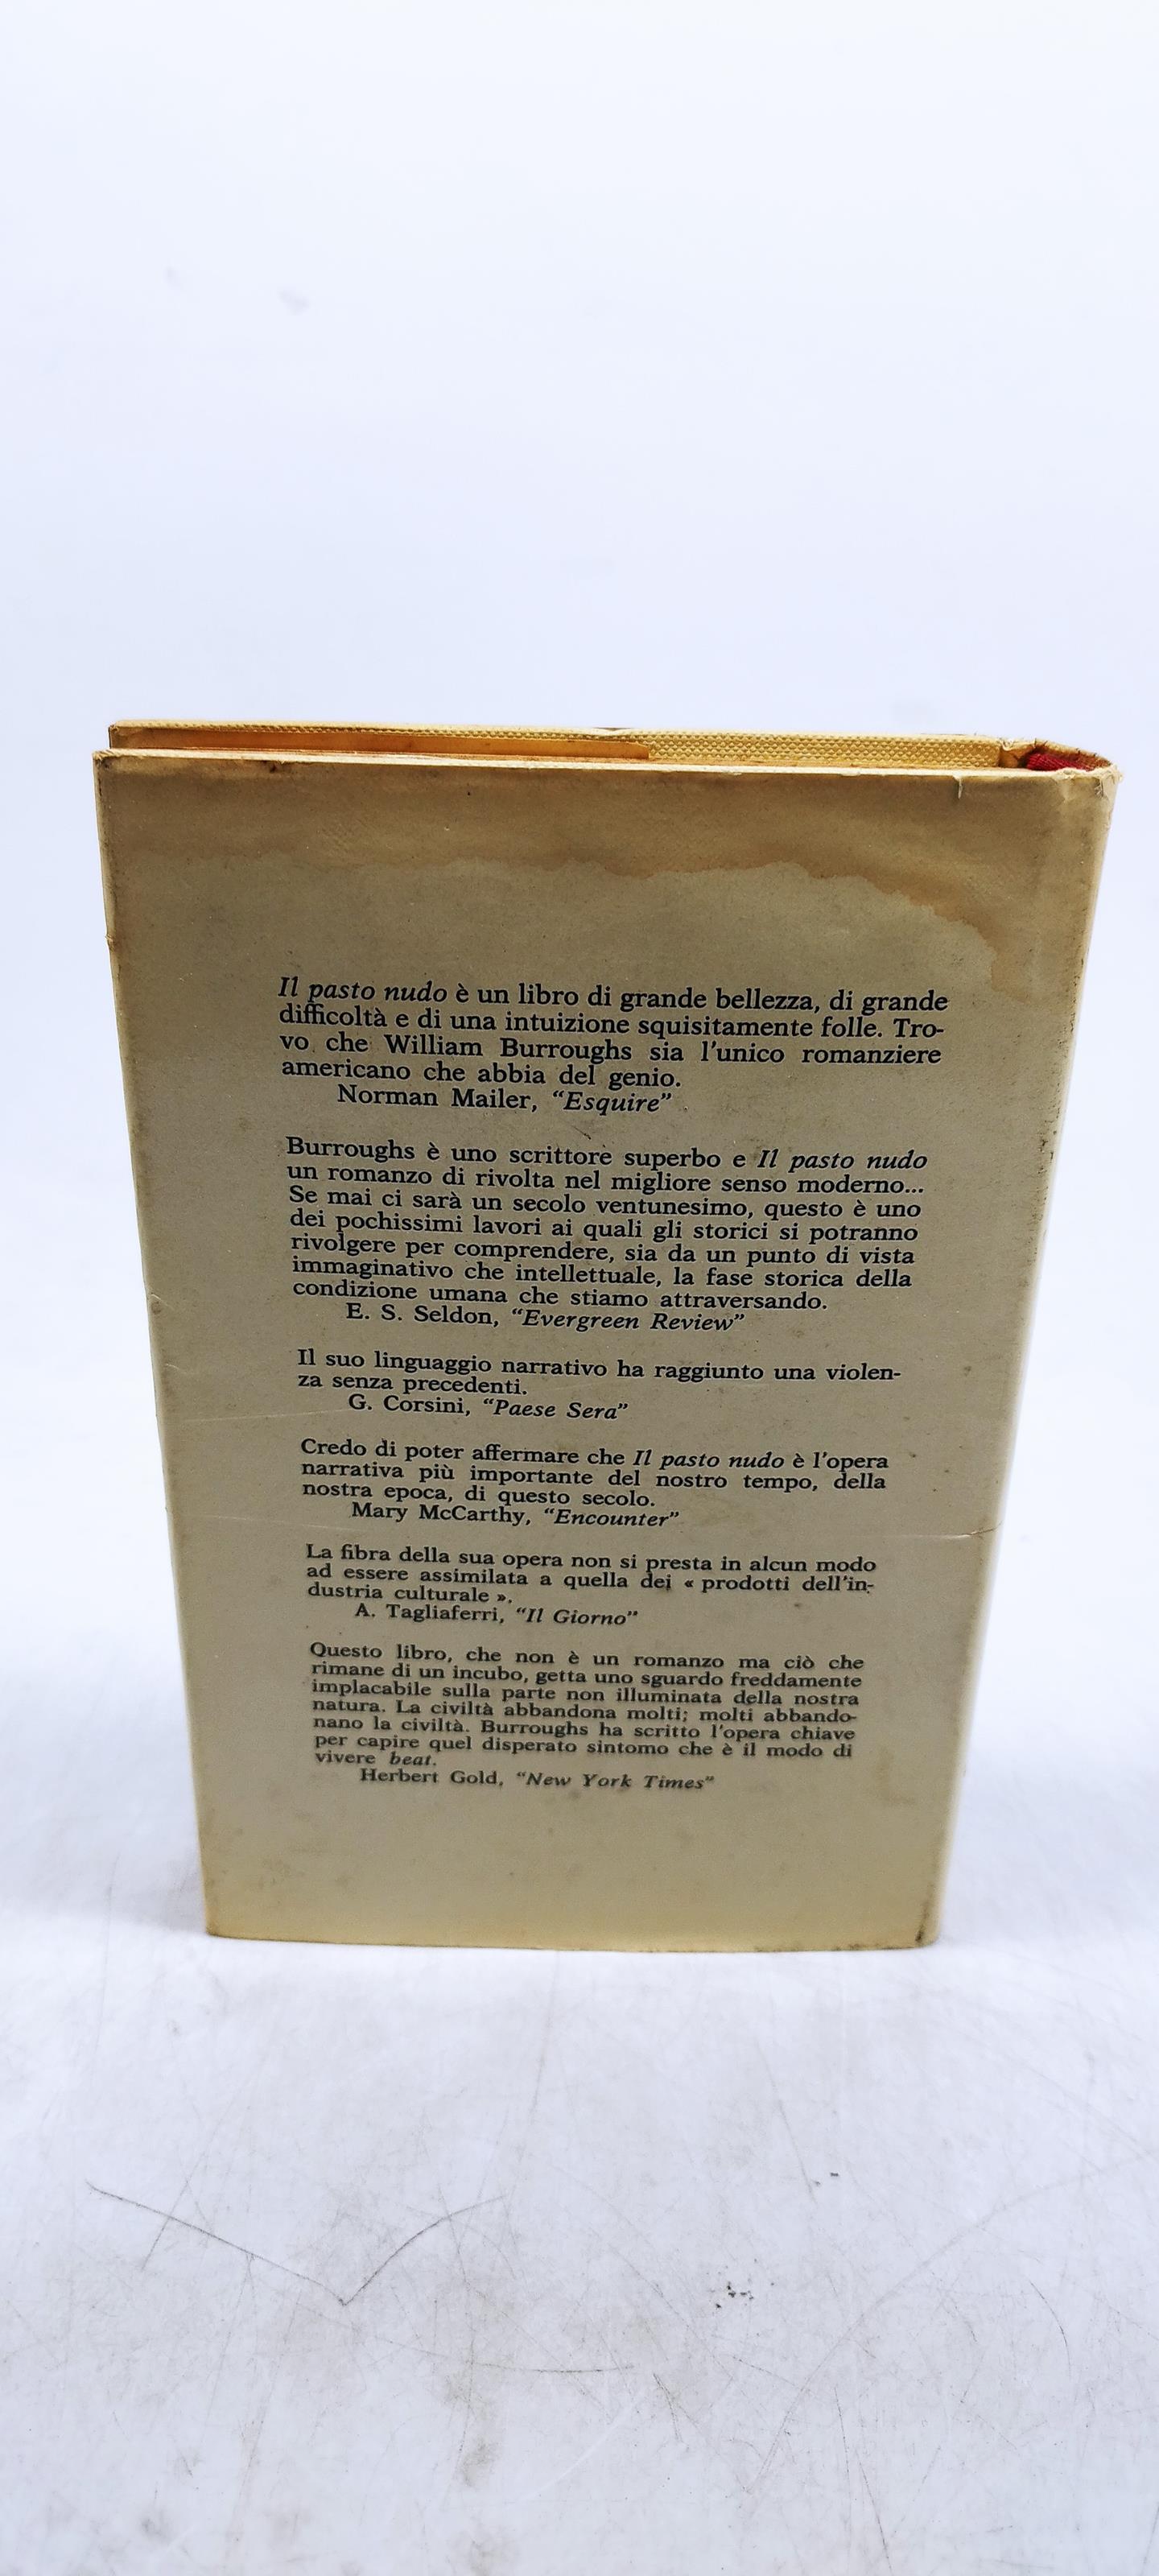 Il pasto nudo è un libro di grande bellezza, di grande
difficoltà e di una intuizione squisitamente folle. Tro-
vo che William Burroughs sia l'unico romanziere
americano che abbia del genio.
Norman Mailer, “Esquire”
Burroughs è uno scrittore superbo e Il pasto nudo
un romanzo di rivolta nel migliore senso moderno...
Se mai ci sarà un secolo ventunesimo, questo è uno
dei pochissimi lavori ai quali gli storici si potranno
rivolgere per comprendere, sia da un punto di vista
immaginativo che intellettuale, la fase storica della
condizione umana che stiamo attraversando.
E. S. Seldon, “Evergreen Review”
Il suo linguaggio narrativo ha raggiunto una violen-
za senza precedenti.
G. Corsini, “Paese Sera”
Credo di poter affermare che Il pasto nudo è l'opera
narrativa più importante del nostro tempo, della
nostra epoca, di questo secolo.
Mary McCarthy, “Encounter”
La fibra della sua opera non si presta in alcun modo
ad essere assimilata a quella dei « prodotti dell'in-
dustria culturale ».
A. Tagliaferri, “Il Giorno”
Questo libro, che non è un romanzo ma ciò che
rimane di un incubo, getta uno sguardo freddamente
implacabile sulla parte non illuminata della nostra
natura. La civiltà abbandona molti; molti abbando-
nano la civiltà. Burroughs ha scritto l'opera chiave
per capire quel disperato sintomo che è il modo di
vivere beat.
Herbert Gold, “New York Times”